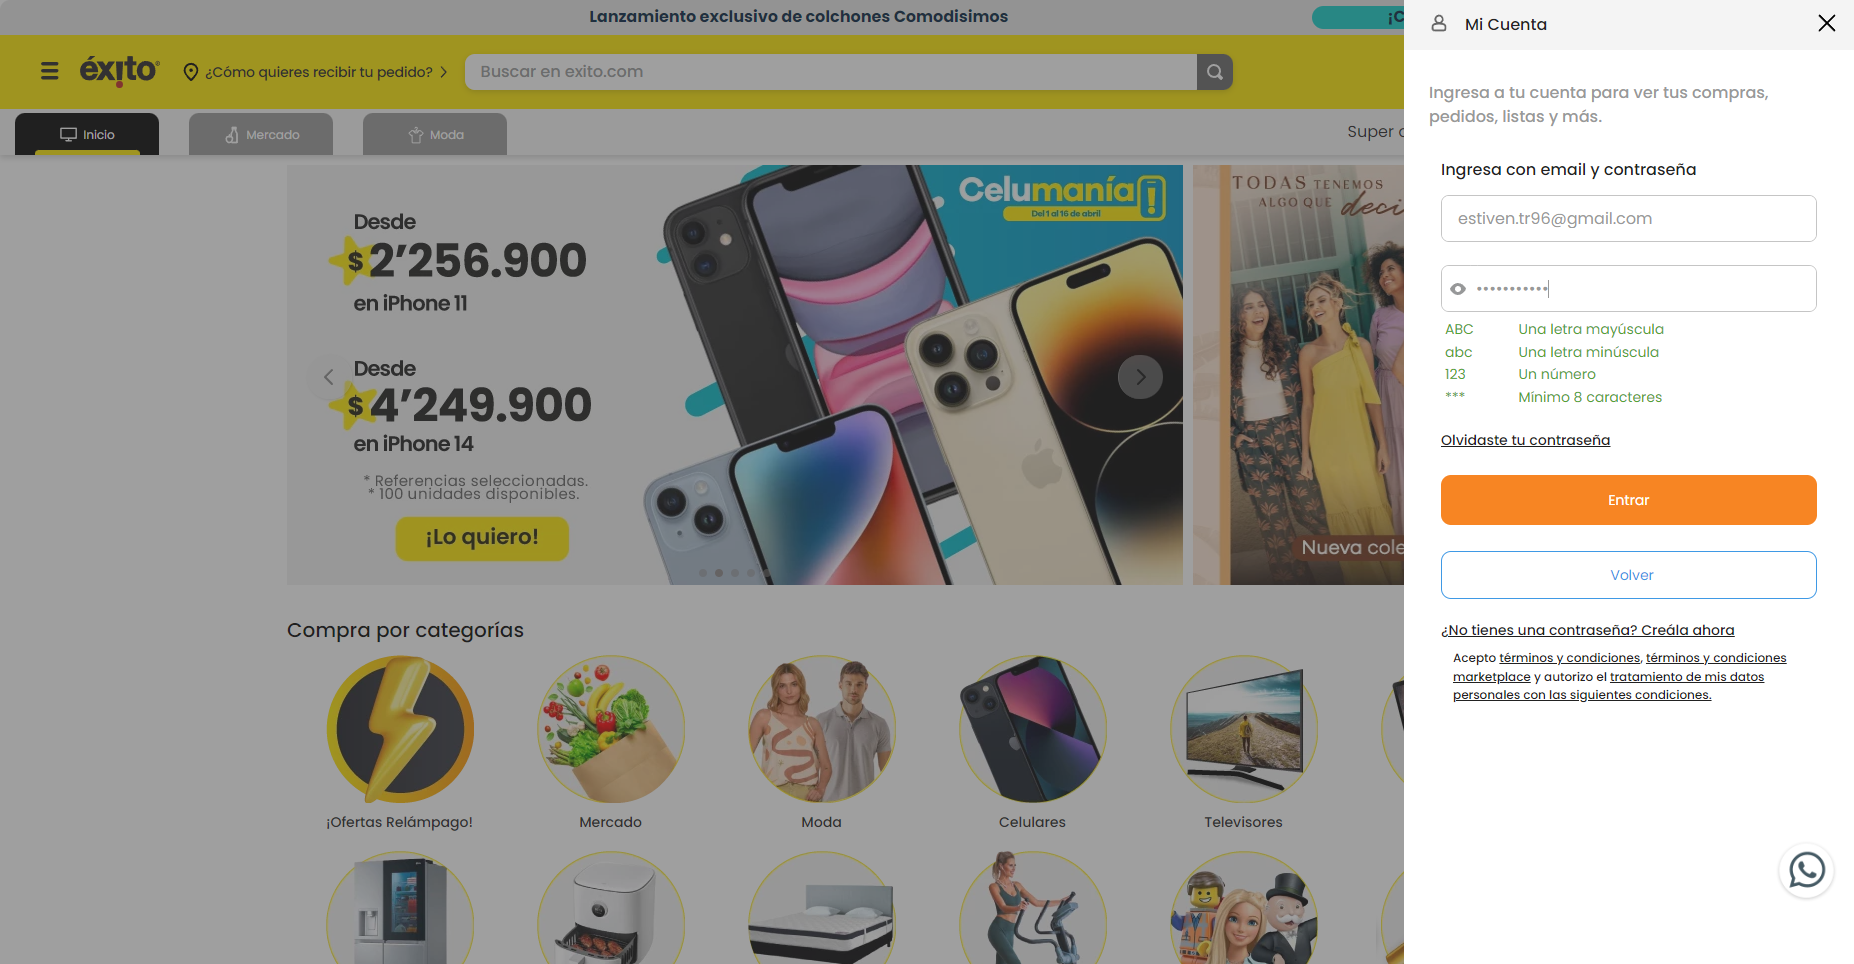 Lanzamiento exclusivo de colchones Comodisimos
éxito
¿Cómo quieres recibir tu pedido?
Buscar en exito.com
Inicio
Mercado
Moda
Desde
$2’256.900
en iPhone 11
Desde
$4’249.900
en iPhone 14
* Referencias seleccionadas.
* 100 unidades disponibles.
¡Lo quiero!
Celumanía
Del 1 al 16 de abril
TODAS TENEMOS
ALGO QUE
Compra por categorías
¡Ofertas Relámpago!
Mercado
Moda
Celulares
Televisores
Mi Cuenta
Ingresa a tu cuenta para ver tus compras,
pedidos, listas y más.
Ingresa con email y contraseña
estiven.tr96@gmail.com
•••••••••••
ABC Una letra mayúscula
abc Una letra minúscula
123 Un número
*** Mínimo 8 caracteres
Olvidaste tu contraseña
Entrar
Volver
¿No tienes una contraseña? Creála ahora
Acepto términos y condiciones, términos y condiciones
marketplace y autorizo el tratamiento de mis datos
personales con las siguientes condiciones.
Super
Nueva